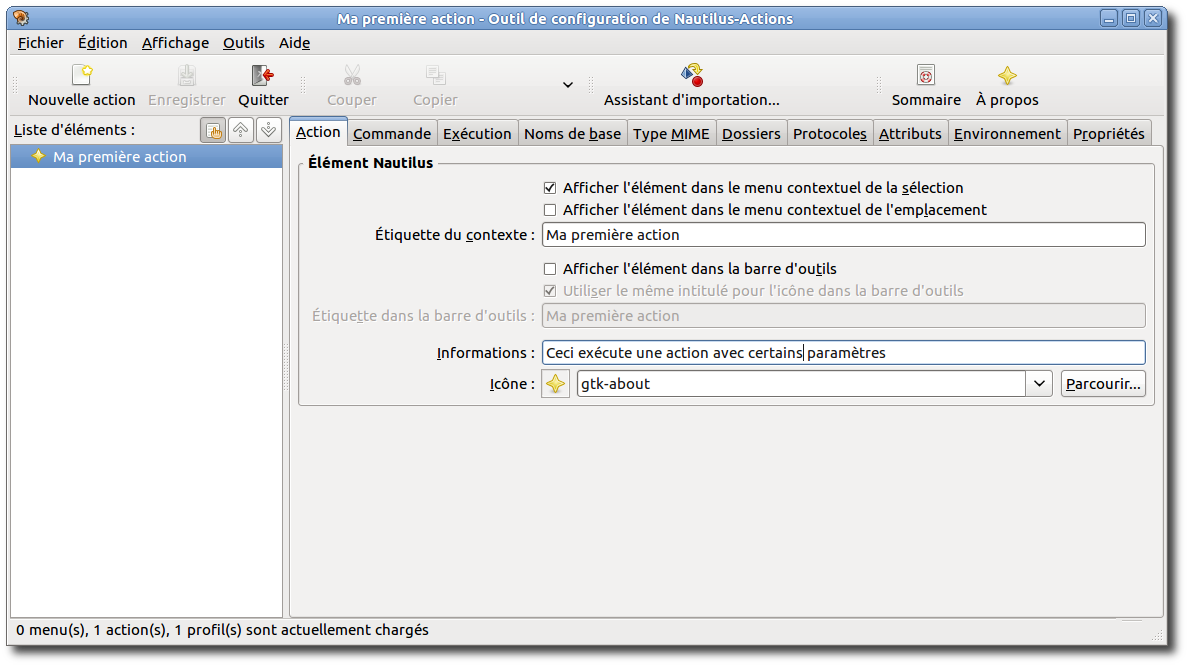 Ma première action - Outil de configuration de Nautilus-Actions
Fichier Édition Affichage Outils Aide
Nouvelle action Enregistrer Quitter Couper Copier Assistant d'importation... Sommaire À propos
Liste d'éléments :
Action Commande Exécution Noms de base Type MIME Dossiers Protocoles Attributs Environnement Propriétés
Ma première action
Élément Nautilus
Afficher l'élément dans le menu contextuel de la sélection
Afficher l'élément dans le menu contextuel de l'emplacement
Étiquette du contexte : Ma première action
Afficher l'élément dans la barre d'outils
Utiliser le même intitulé pour l'icône dans la barre d'outils
Étiquette dans la barre d'outils : Ma première action
Informations : Ceci exécute une action avec certains paramètres
Icône : gtk-about Parcourir...
0 menu(s), 1 action(s), 1 profil(s) sont actuellement chargés